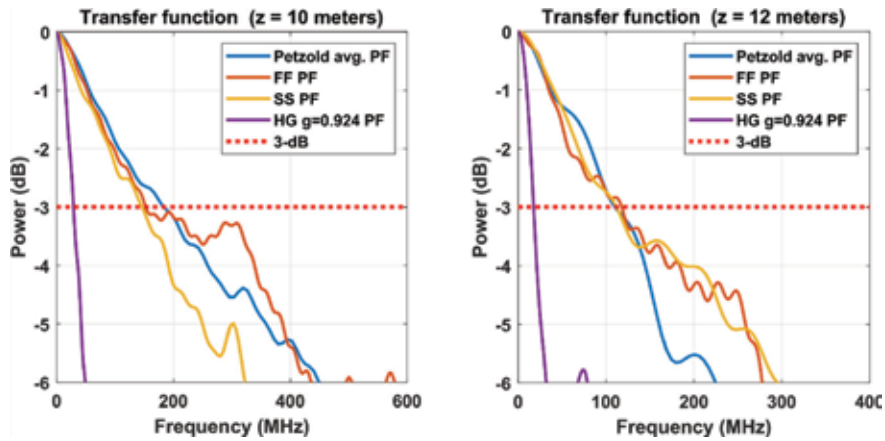 Transfer function (z = 10 meters)
Power (dB)
0
-1
-2
-3
-4
-5
-6
Petzold avg. PF
FF PF
SS PF
HG g=0.924 PF
3-dB
0
200
400
600
Frequency (MHz)
Transfer function (z = 12 meters)
Power (dB)
0
-1
-2
-3
-4
-5
-6
Petzold avg. PF
FF PF
SS PF
HG g=0.924 PF
3-dB
0
100
200
300
400
Frequency (MHz)